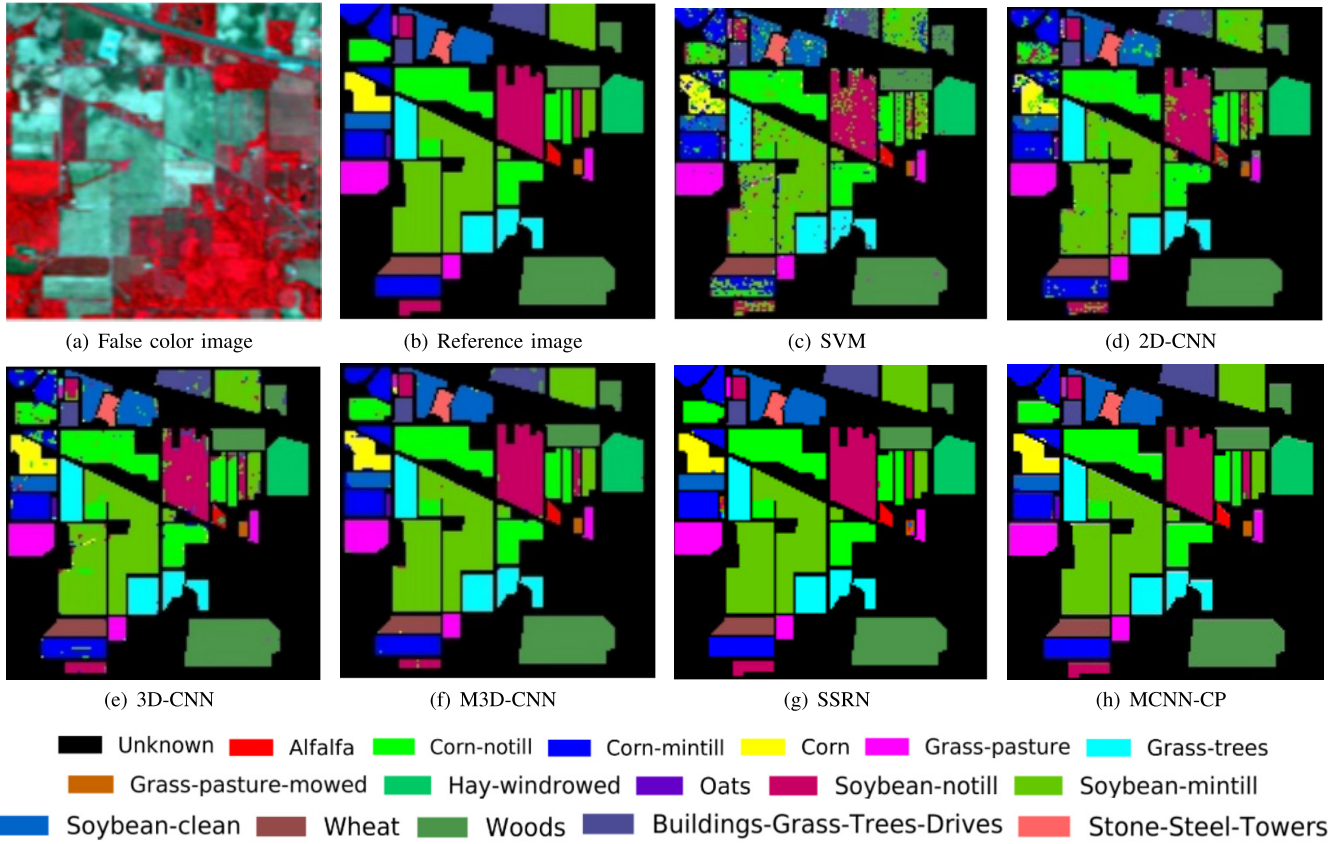 (a) False color image
(b) Reference image
(c) SVM
(d) 2D-CNN
(e) 3D-CNN
(f) M3D-CNN
(g) SSRN
(h) MCNN-CP
Unknown Alfalfa Corn-notill Corn-mintill Corn Grass-pasture Grass-trees
Grass-pasture-mowed Hay-windrowed Oats Soybean-notill Soybean-mintill
Soybean-clean Wheat Woods Buildings-Grass-Trees-Drives Stone-Steel-Towers